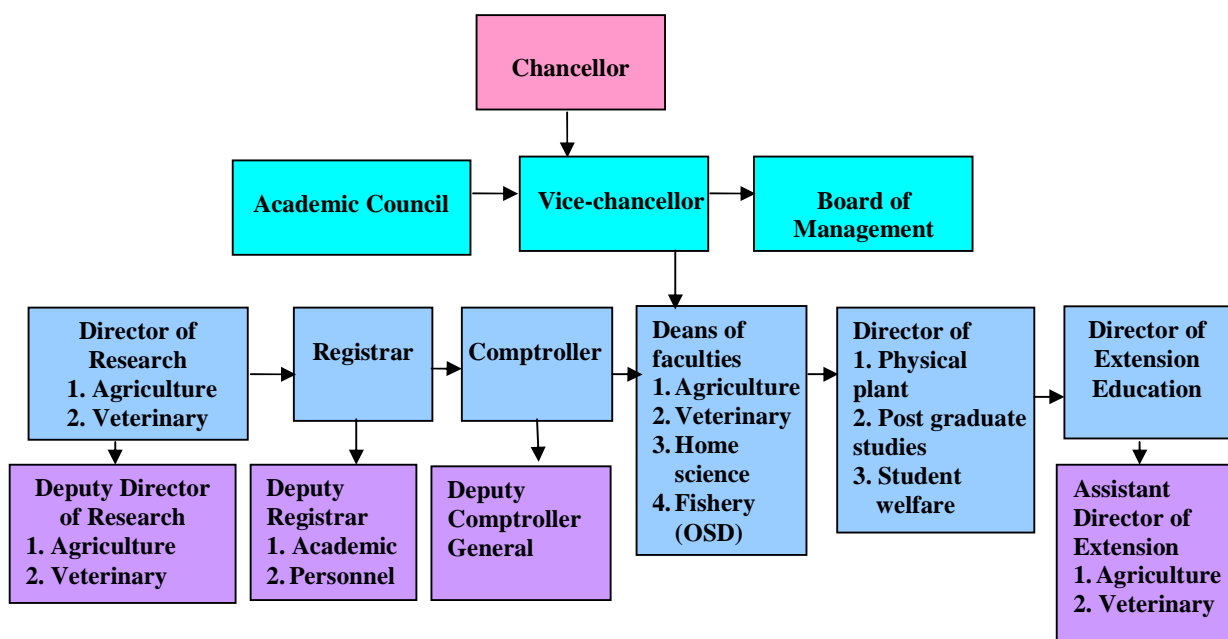 Chancellor
Academic Council
Vice-chancellor
Board of
Management
Director of
Research
1. Agriculture
2. Veterinary
Registrar
Comptroller
Deans of
faculties
1. Agriculture
2. Veterinary
3. Home
science
4. Fishery
(OSD)
Director of
1. Physical
plant
2. Post graduate
studies
3. Student
welfare
Director of
Extension
Education
Deputy Director
of Research
1. Agriculture
2. Veterinary
Deputy
Registrar
1. Academic
2. Personnel
Deputy
Comptroller
General
Assistant
Director of
Extension
1. Agriculture
2. Veterinary